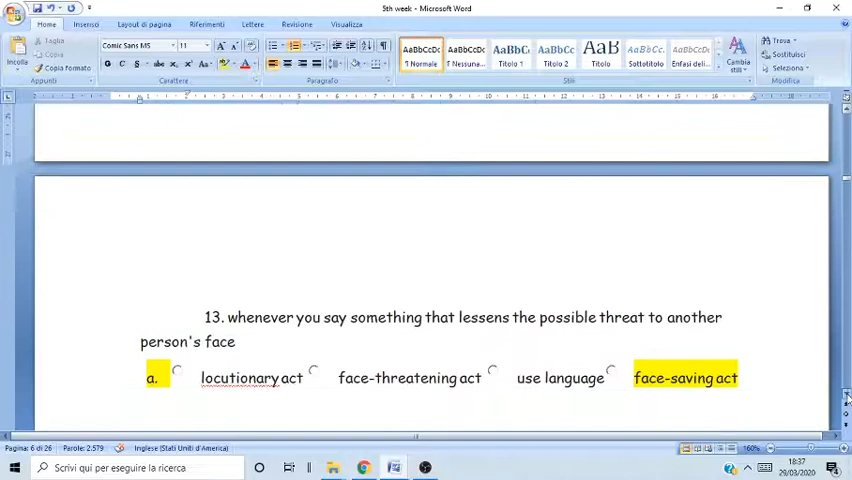 5th week - Microsoft Word
Home Inserisci Layout di pagina Riferimenti Lettere Revisione Visualizza
Incolla
Taglia
Copia
Copia formato
Appunti
Comic Sans MS 11
G C S
Carattere
Paragrafo
AaBbCcDc AaBbCcDc AaBbC AaBbCc AaB AaBbCc. AaBbCcDc
¶ Normale ¶ Nessuna... Titolo 1 Titolo 2 Titolo Sottotitolo Enfasi deli...
Stili
Cambia stili
Trova
Sostituisci
Seleziona
Modifica
13. whenever you say something that lessens the possible threat to another
person's face
a. locutionary act face-threatening act use language face-saving act
Pagina: 6 di 26 Parole: 2.579 Inglese (Stati Uniti d'America) 160%
Scrivi qui per eseguire la ricerca
18:37
29/03/2020